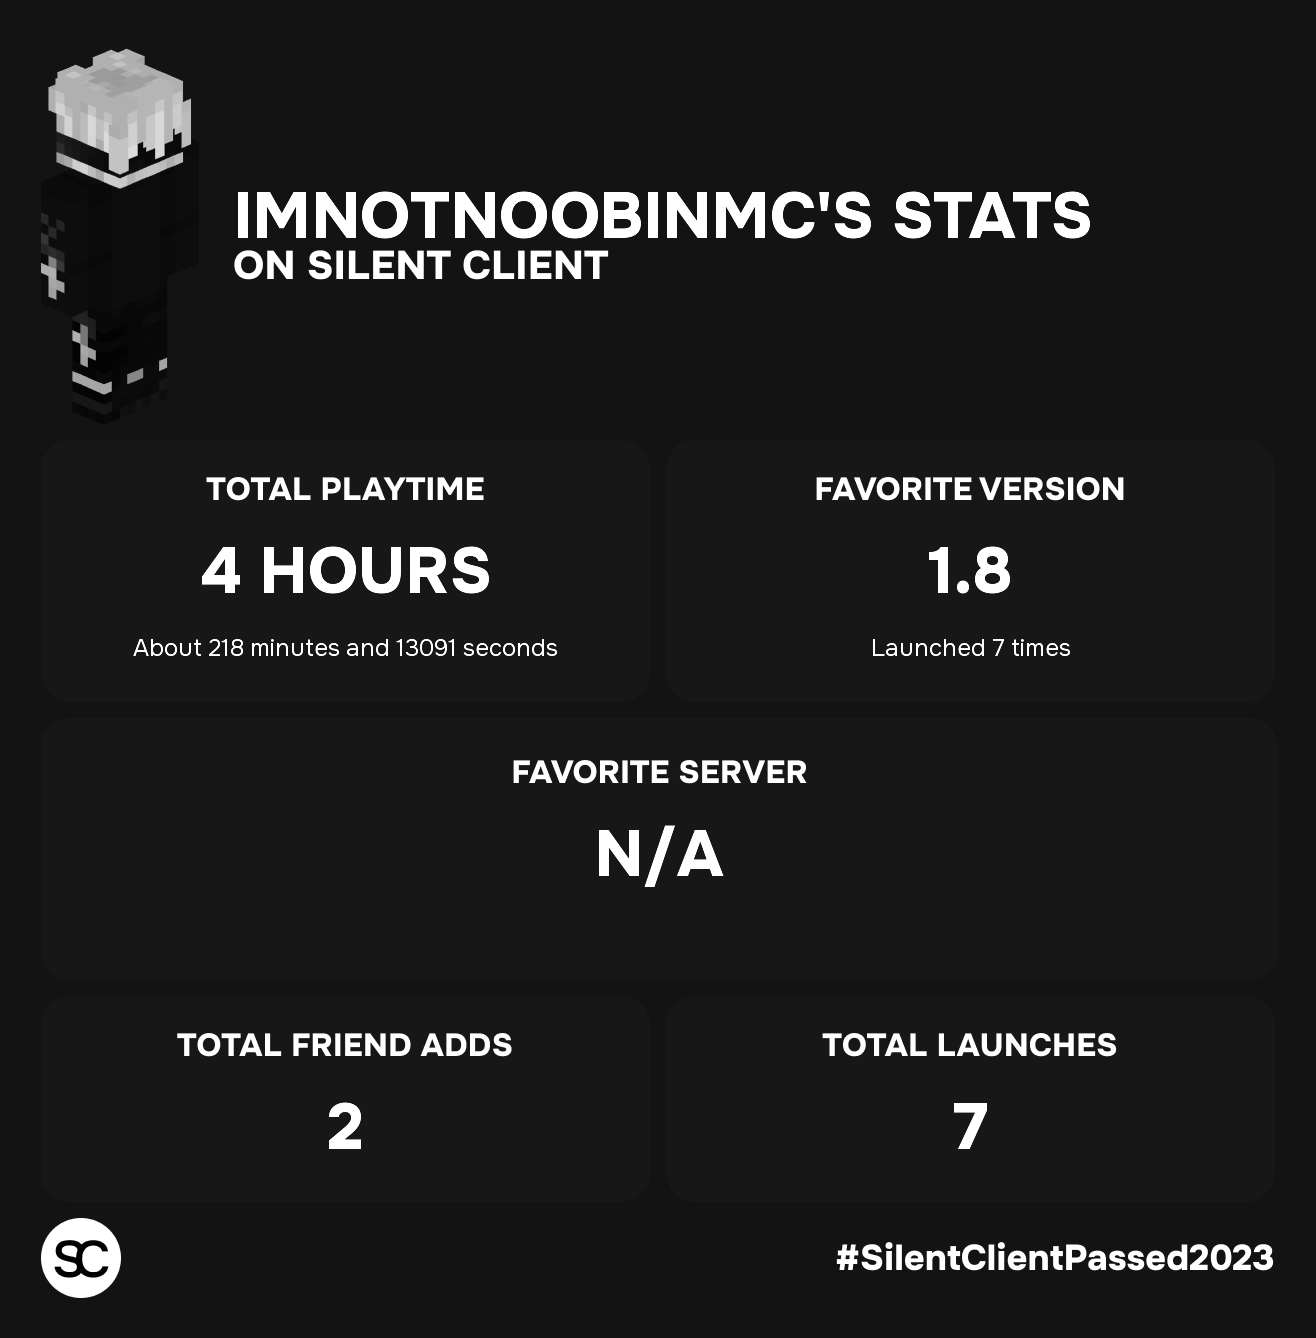 IMNOTNOOBINMC'S STATS
ON SILENT CLIENT
TOTAL PLAYTIME
4 HOURS
About 218 minutes and 13091 seconds
FAVORITE VERSION
1.8
Launched 7 times
FAVORITE SERVER
N/A
TOTAL FRIEND ADDS
2
TOTAL LAUNCHES
7
SC
#SilentClientPassed2023